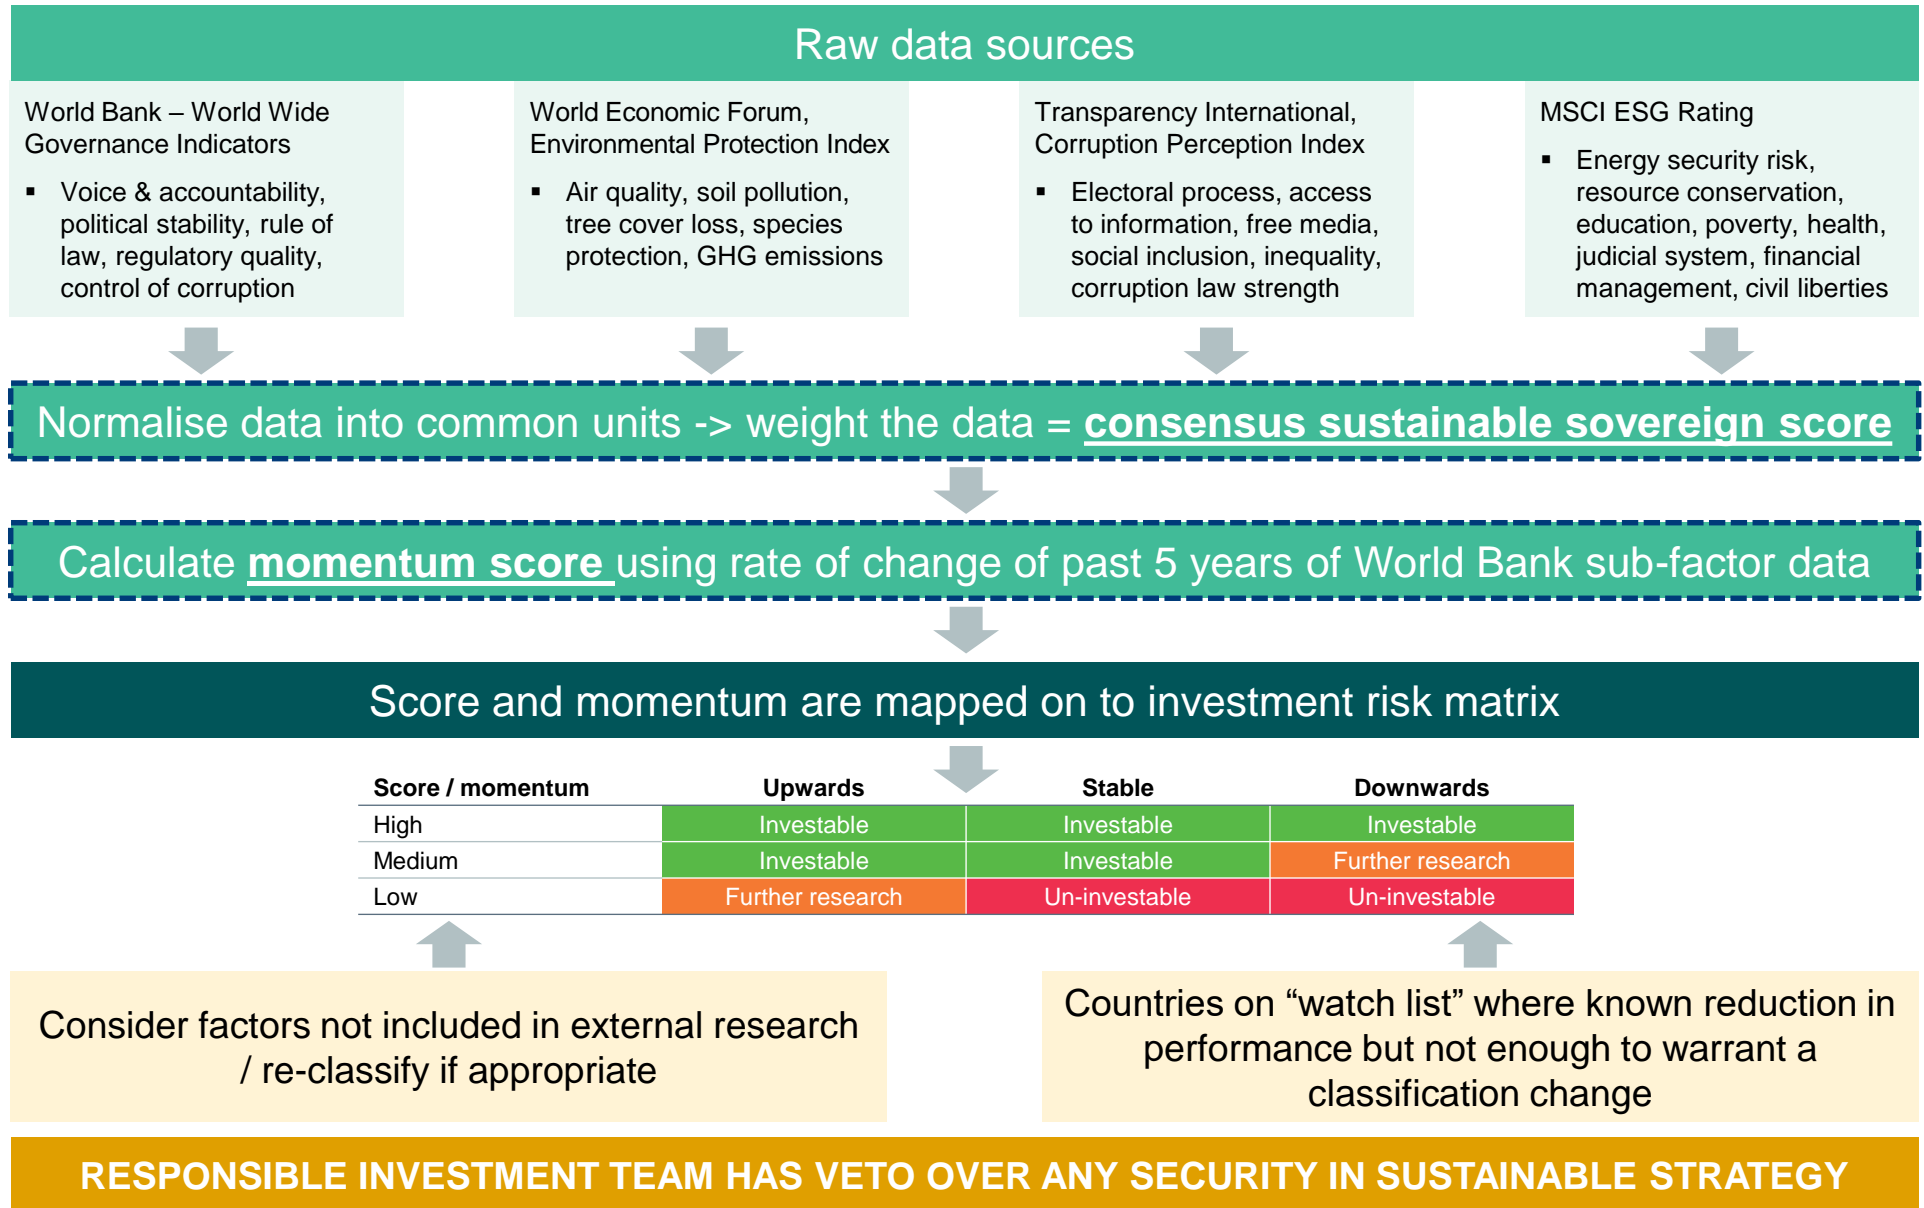 Raw data sources
World Bank – World Wide
Governance Indicators
▪ Voice & accountability,
political stability, rule of
law, regulatory quality,
control of corruption
World Economic Forum,
Environmental Protection Index
▪ Air quality, soil pollution,
tree cover loss, species
protection, GHG emissions
Transparency International,
Corruption Perception Index
▪ Electoral process, access
to information, free media,
social inclusion, inequality,
corruption law strength
MSCI ESG Rating
▪ Energy security risk,
resource conservation,
education, poverty, health,
judicial system, financial
management, civil liberties
Normalise data into common units -> weight the data = consensus sustainable sovereign score
Calculate momentum score using rate of change of past 5 years of World Bank sub-factor data
Score and momentum are mapped on to investment risk matrix
Score / momentum Upwards Stable Downwards
High Investable Investable Investable
Medium Investable Investable Further research
Low Further research Un-investable Un-investable
Consider factors not included in external research
/ re-classify if appropriate
Countries on “watch list” where known reduction in
performance but not enough to warrant a
classification change
RESPONSIBLE INVESTMENT TEAM HAS VETO OVER ANY SECURITY IN SUSTAINABLE STRATEGY